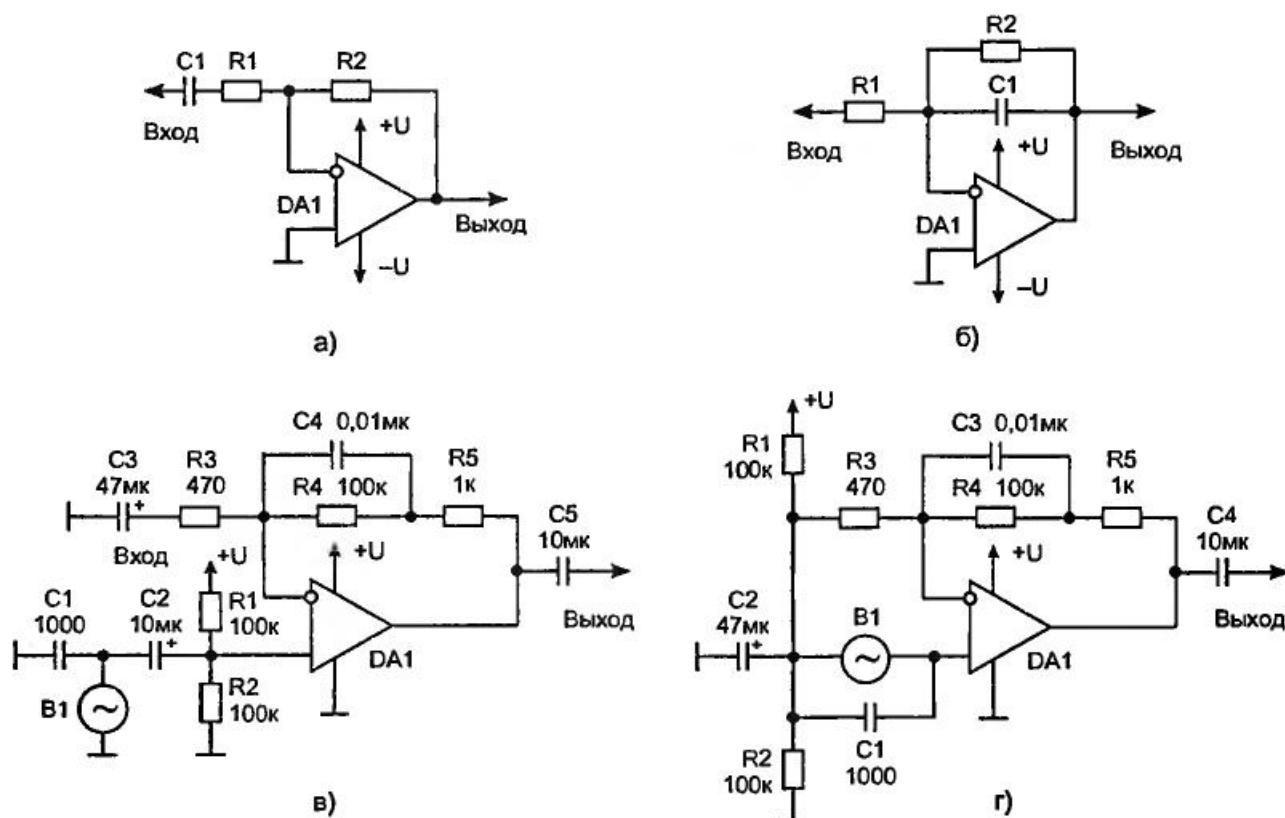 C1
R1
R2
Вход
+U
DA1
Выход
–U
а)
R2
C1
R1
Вход
+U
Выход
DA1
–U
б)
C4 0,01мк
C3
47мк
+
R3
470
R4 100к
R5
1к
Вход
+U
+U
C5
10мк
Выход
C1
1000
C2
10мк
+
R1
100к
DA1
R2
100к
B1
~
в)
+U
R1
100к
C3 0,01мк
R3
470
R4 100к
R5
1к
C4
10мк
+U
Выход
C2
47мк
+
B1
~
DA1
R2
100к
C1
1000
г)